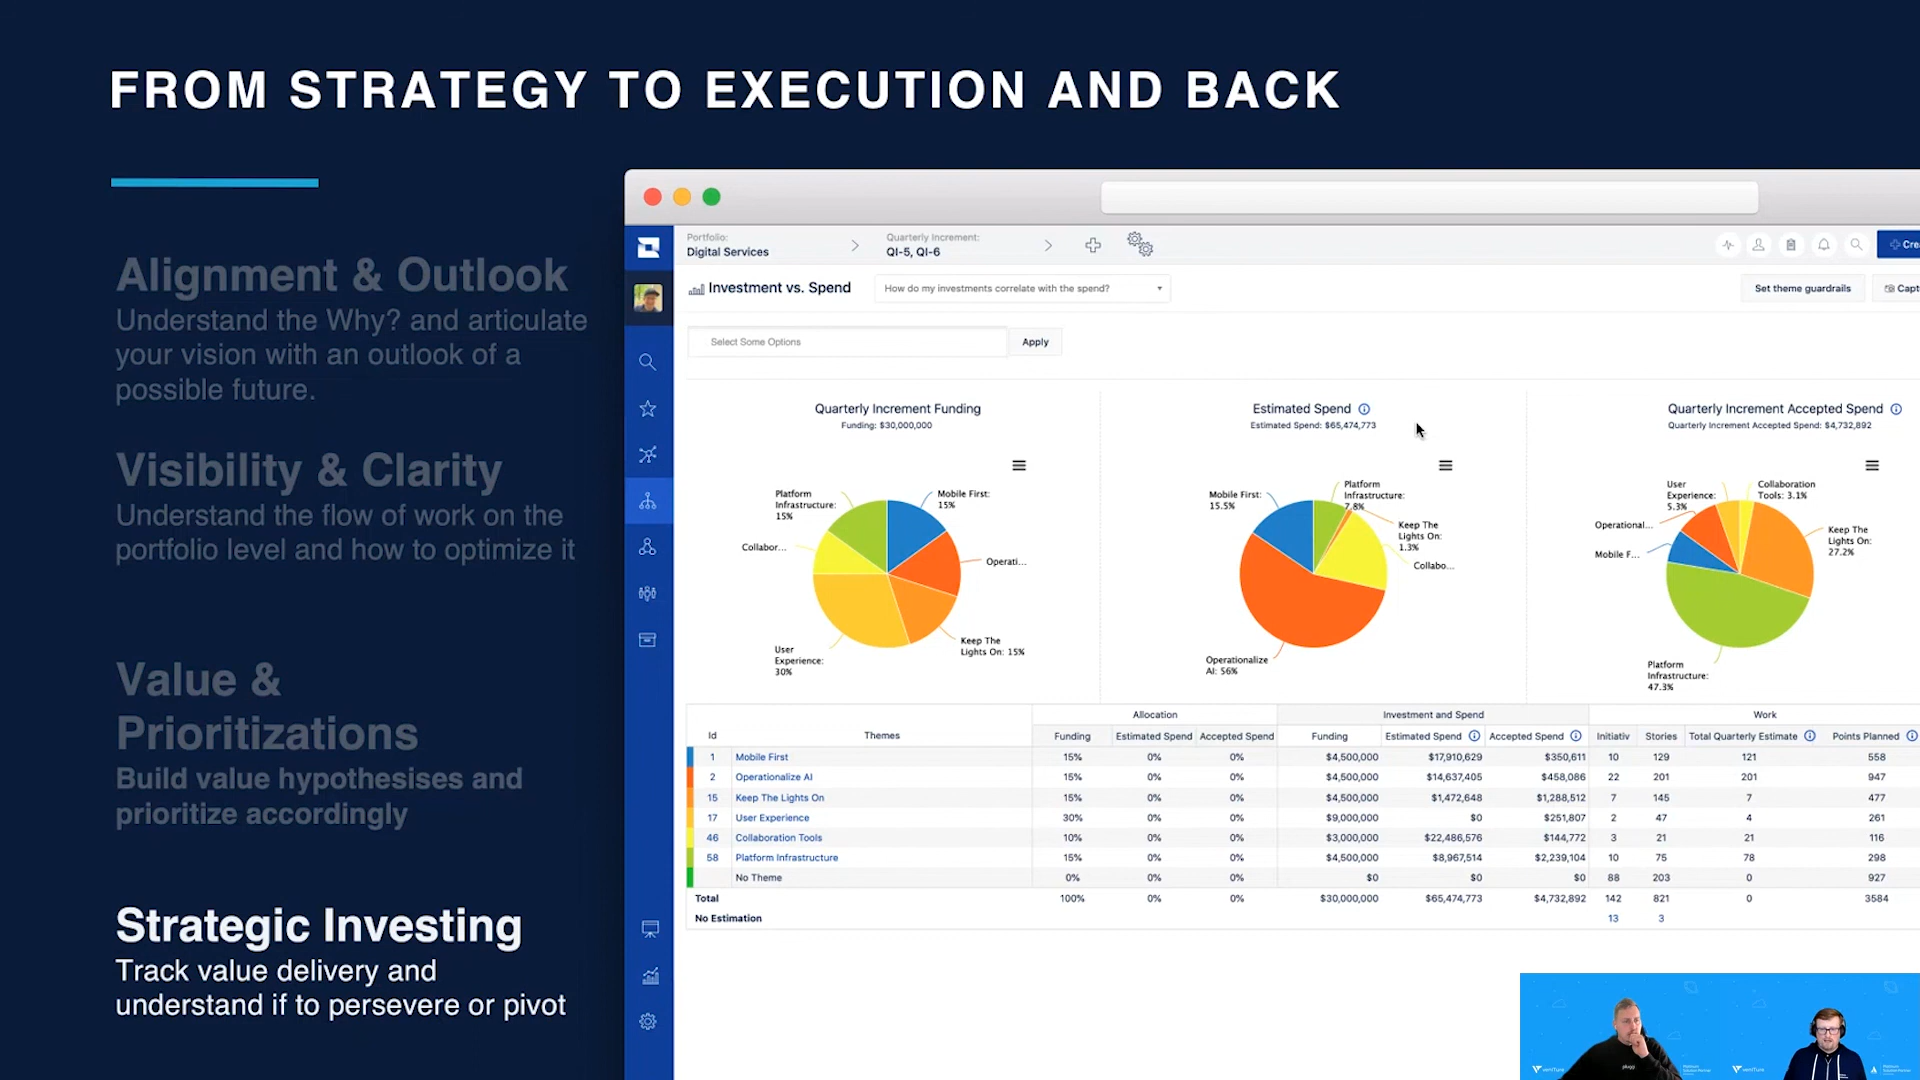 FROM STRATEGY TO EXECUTION AND BACK
Alignment & Outlook
Understand the Why? and articulate
your vision with an outlook of a
possible future.
Visibility & Clarity
Understand the flow of work on the
portfolio level and how to optimize it
Value &
Prioritizations
Build value hypothesises and
prioritize accordingly
Strategic Investing
Track value delivery and
understand if to persevere or pivot
Portfolio:
Digital Services
Quarterly Increment:
QI-5, QI-6
Crea
Investment vs. Spend
How do my investments correlate with the spend?
Set theme guardrails
Capt
Select Some Options
Apply
Quarterly Increment Funding
Funding: $30,000,000
Platform
Infrastructure:
15%
Mobile First:
15%
Collabor...
Operati...
Keep The
Lights On: 15%
User
Experience:
30%
Estimated Spend
Estimated Spend: $65,474,773
Mobile First:
15.5%
Platform
Infrastructure:
7.8%
Keep The
Lights On:
1.3%
Collabo...
Operationalize
AI: 56%
Quarterly Increment Accepted Spend
Quarterly Increment Accepted Spend: $4,732,892
User
Experience:
5.3%
Collaboration
Tools: 3.1%
Operational...
Mobile F...
Keep The
Lights On:
27.2%
Platform
Infrastructure:
47.3%
Allocation Investment and Spend Work
Id Themes Funding Estimated Spend Accepted Spend Funding Estimated Spend Accepted Spend Initiativ Stories Total Quarterly Estimate Points Planned
1 Mobile First 15% 0% 0% $4,500,000 $17,910,629 $350,611 10 129 121 558
2 Operationalize AI 15% 0% 0% $4,500,000 $14,637,405 $458,086 22 201 201 947
15 Keep The Lights On 15% 0% 0% $4,500,000 $1,472,648 $1,288,512 7 145 7 477
17 User Experience 30% 0% 0% $9,000,000 $0 $251,807 2 47 4 261
46 Collaboration Tools 10% 0% 0% $3,000,000 $22,486,576 $144,772 3 21 21 116
58 Platform Infrastructure 15% 0% 0% $4,500,000 $8,967,514 $2,239,104 10 75 78 298
No Theme 0% 0% 0% $0 $0 $0 88 203 0 927
Total 100% 0% 0% $30,000,000 $65,474,773 $4,732,892 142 821 0 3584
No Estimation 13 3